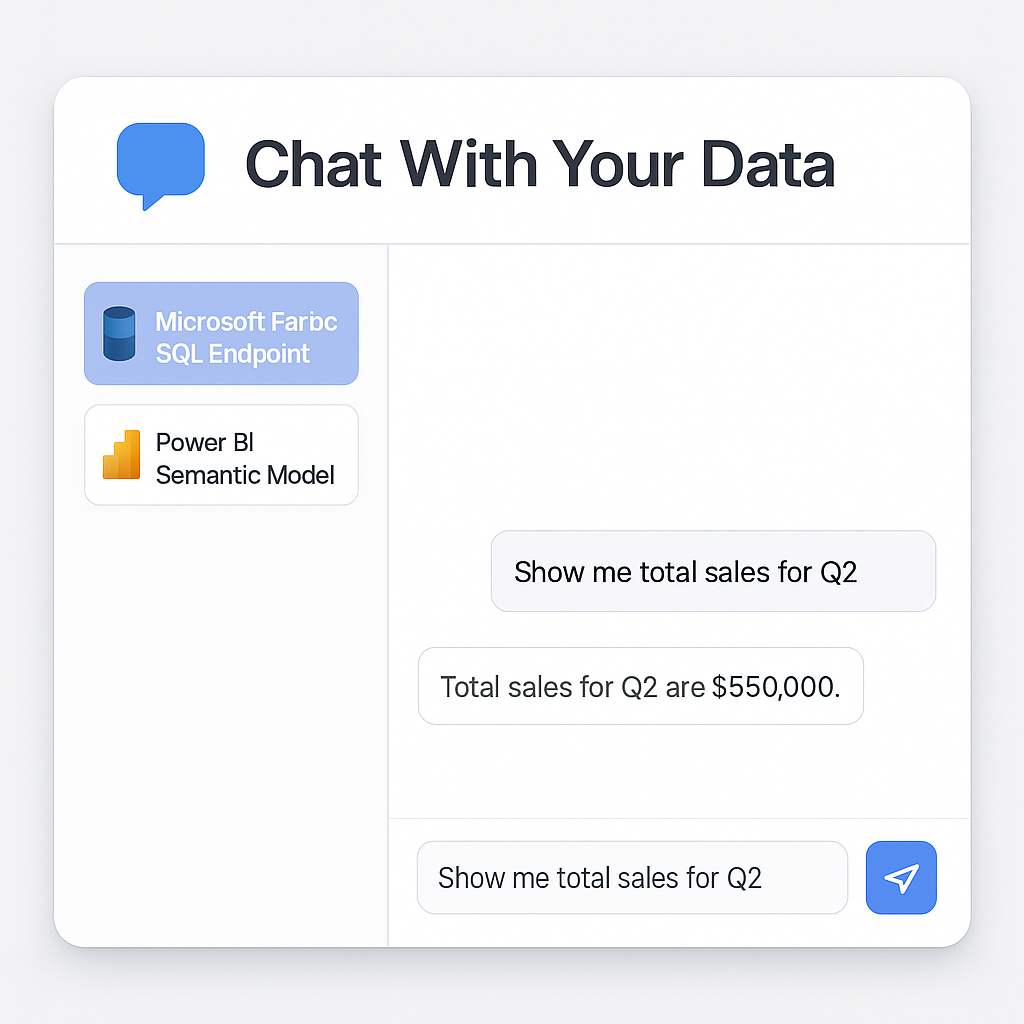 Chat With Your Data
Microsoft Farbc
SQL Endpoint
Power BI
Semantic Model
Show me total sales for Q2
Total sales for Q2 are $550,000.
Show me total sales for Q2